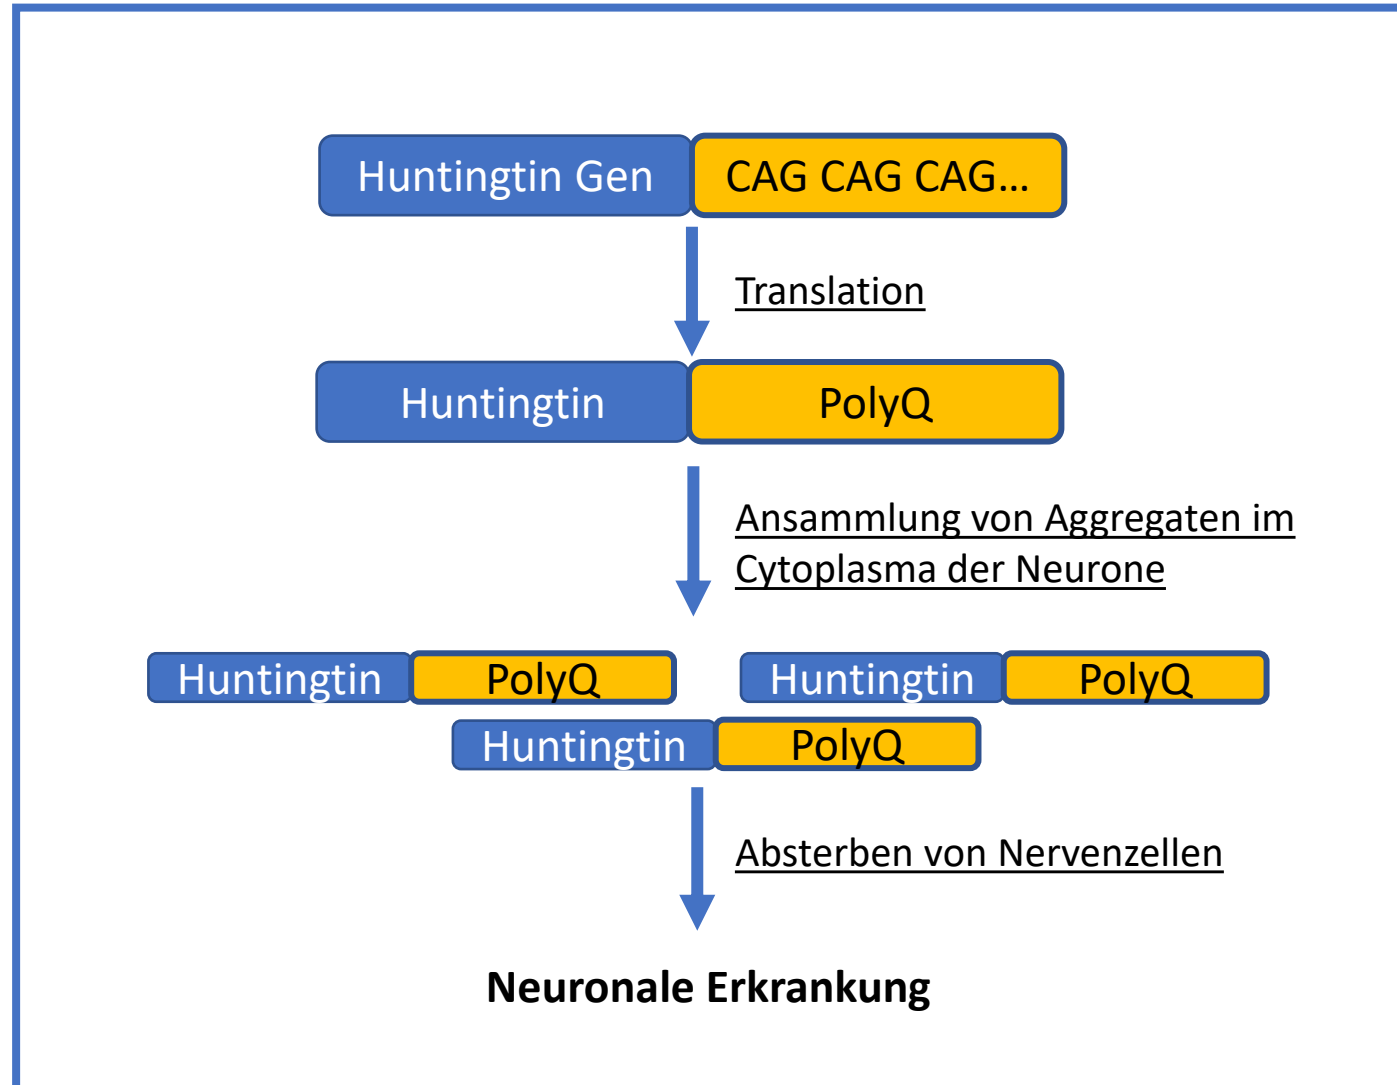 Huntingtin Gen CAG CAG CAG...
Translation
Huntingtin PolyQ
Ansammlung von Aggregaten im
Cytoplasma der Neurone
Huntingtin PolyQ Huntingtin PolyQ
Huntingtin PolyQ
Absterben von Nervenzellen
Neuronale Erkrankung